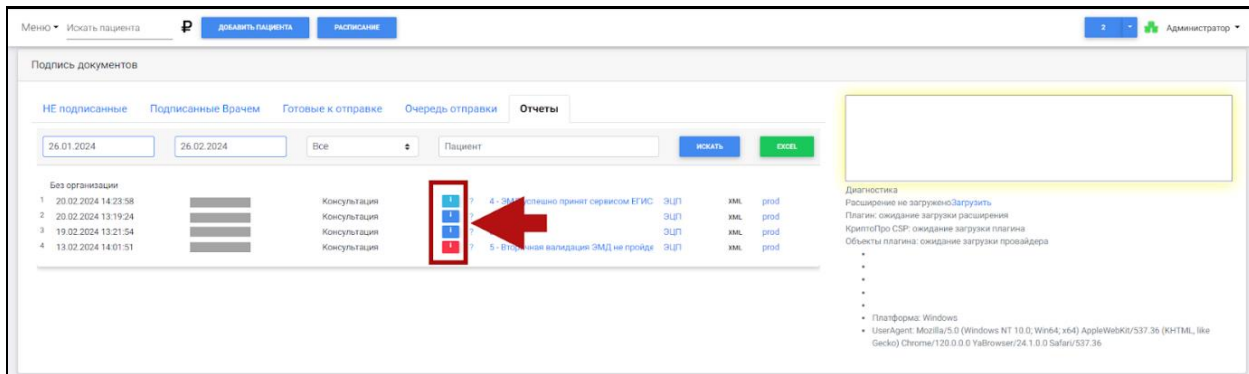 Меню Искать пациента ₽ ДОБАВИТЬ ПАЦИЕНТА РАСПИСАНИЕ 2 Администратор
Подпись документов
НЕ подписанные Подписанные Врачем Готовые к отправке Очередь отправки Отчеты
26.01.2024 26.02.2024 Все Пациент ИСКАТЬ EXCEL
Без организации
1 20.02.2024 14:23:58 Консультация ? 4 - ЭМД успешно принят сервисом ЕГИС ЭЦП XML prod
2 20.02.2024 13:19:24 Консультация ЭЦП XML prod
3 19.02.2024 13:21:54 Консультация ЭЦП XML prod
4 13.02.2024 14:01:51 Консультация ? 5 - Вторичная валидация ЭМД не пройде ЭЦП XML prod
Диагностика
Расширение не загруженоЗагрузить
Плагин: ожидание загрузки расширения
КриптоПро CSP: ожидание загрузки плагина
Объекты плагина: ожидание загрузки провайдера
Платформа: Windows
UserAgent: Mozilla/5.0 (Windows NT 10.0; Win64; x64) AppleWebKit/537.36 (KHTML, like
Gecko) Chrome/120.0.0.0 YaBrowser/24.1.0.0 Safari/537.36